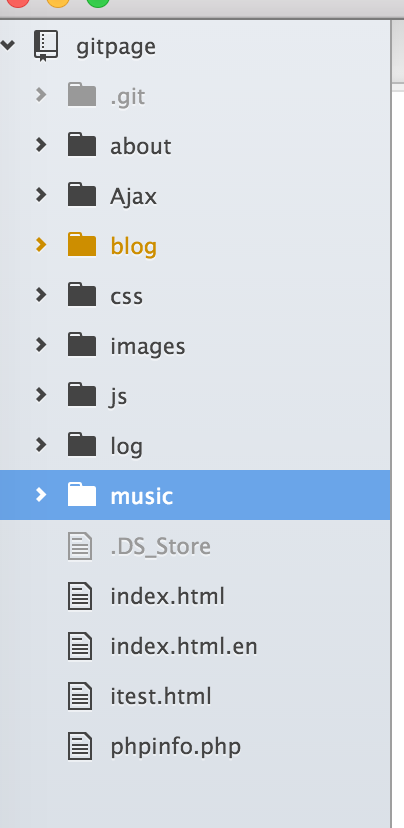 gitpage
.git
about
Ajax
blog
css
images
js
log
music
.DS_Store
index.html
index.html.en
itest.html
phpinfo.php